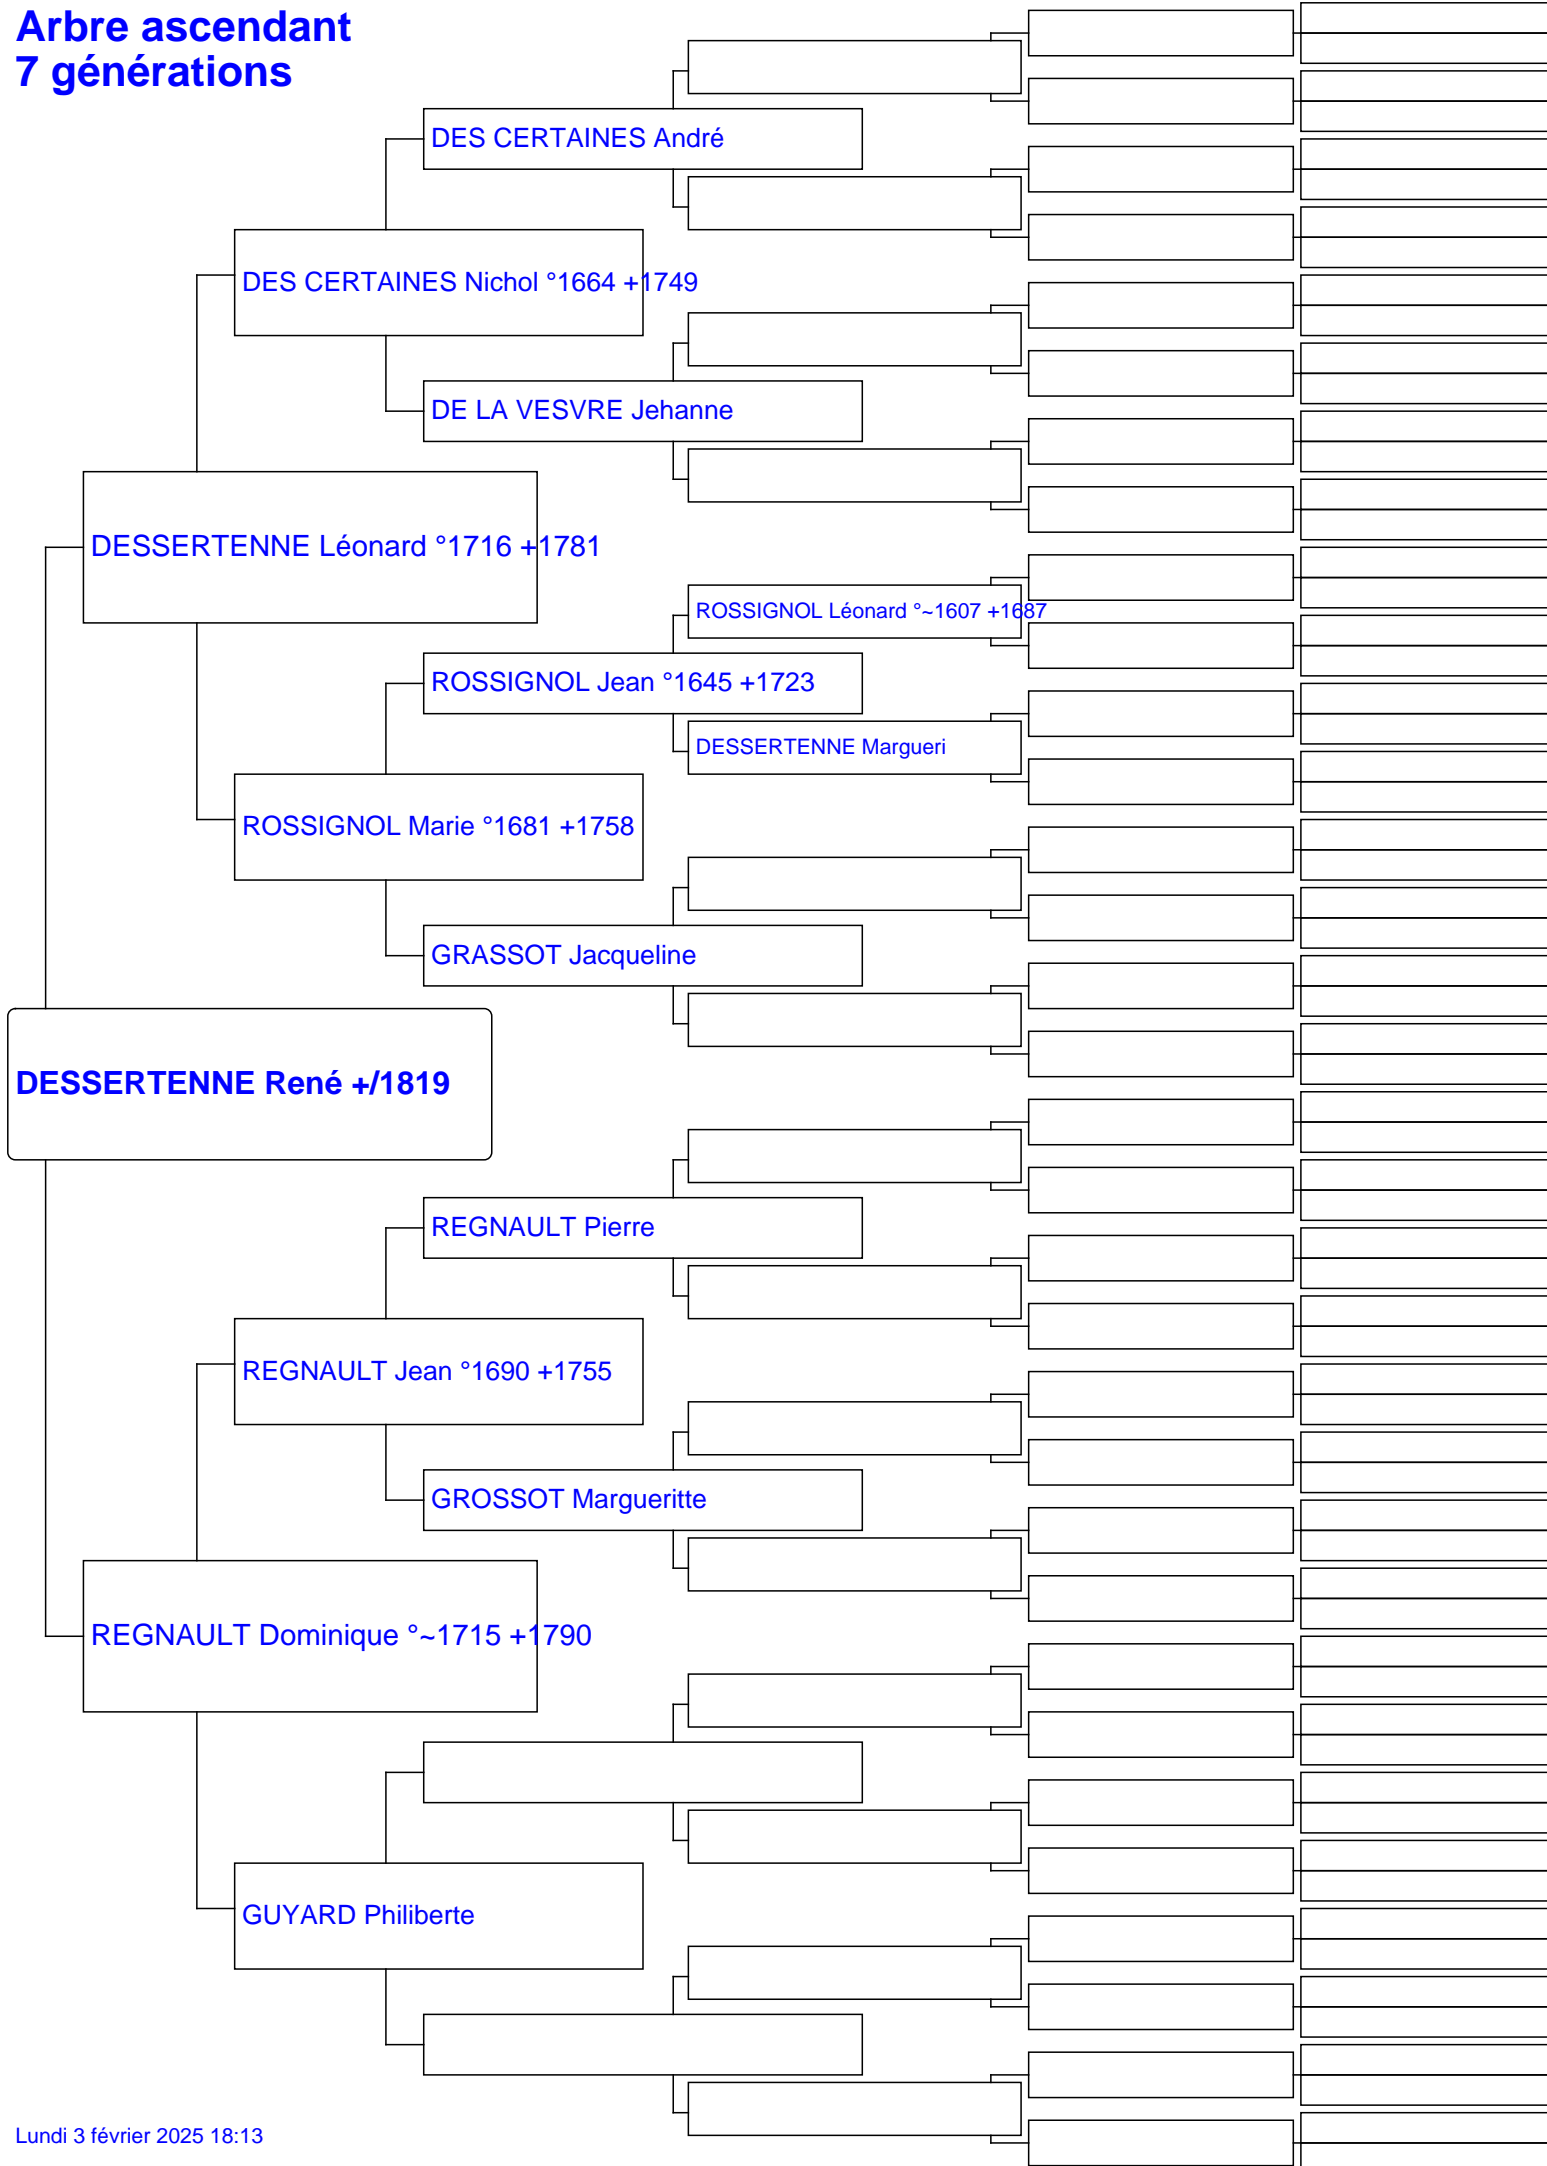 Arbre ascendant
7 générations
DES CERTAINES André
DES CERTAINES Nichol °1664 +1749
DE LA VESVRE Jehanne
DESSERTENNE Léonard °1716 +1781
ROSSIGNOL Léonard °~1607 +1687
ROSSIGNOL Jean °1645 +1723
DESSERTENNE Margueri
ROSSIGNOL Marie °1681 +1758
GRASSOT Jacqueline
DESSERTENNE René +/1819
REGNAULT Pierre
REGNAULT Jean °1690 +1755
GROSSOT Margueritte
REGNAULT Dominique °~1715 +1790
GUYARD Philiberte
Lundi 3 février 2025 18:13